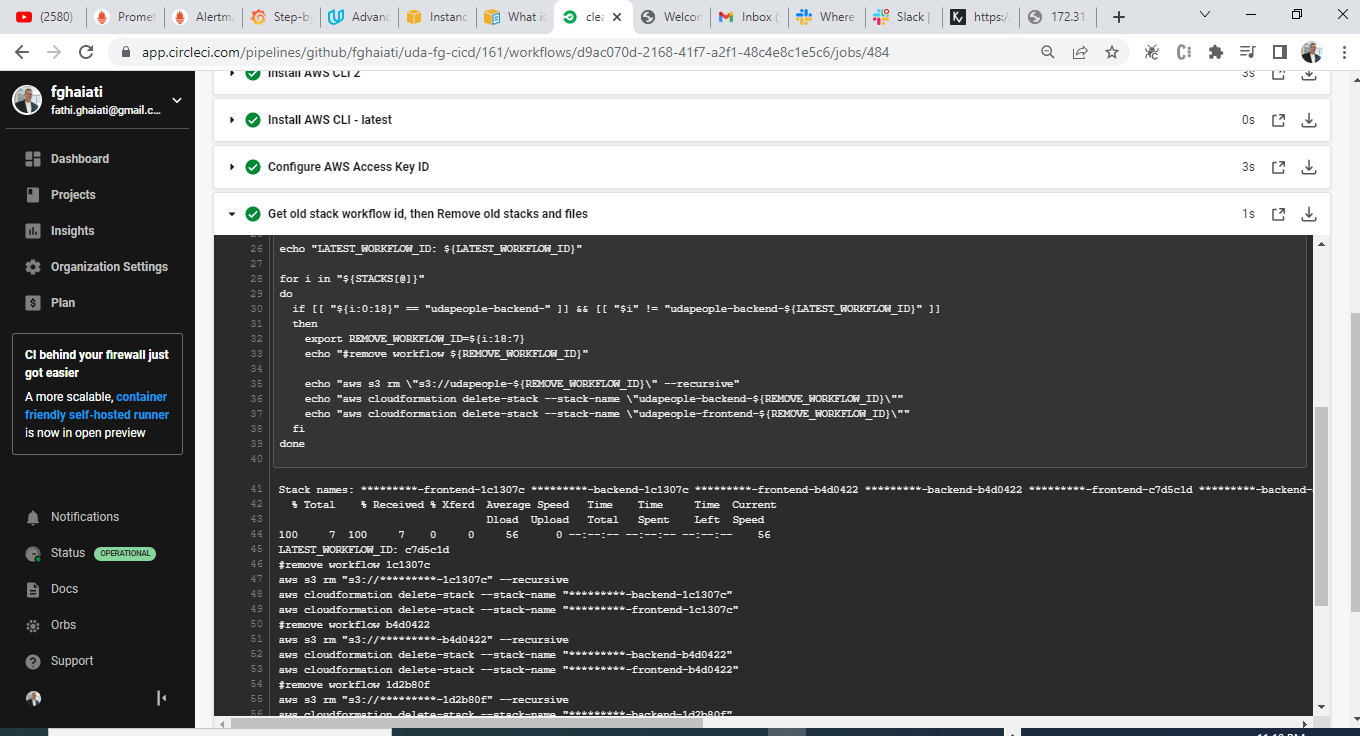 (2580)
Promet
Alertm
Step-by
Advanc
Instanc
What is
clea
Welcon
Inbox
Where
Slack |
https:/
172.31.
app.circleci.com/pipelines/github/fghaiati/uda-fg-cicd/161/workflows/d9ac070d-2168-41f7-a2f1-48c4e8c1e5c6/jobs/484
fghaiati
fathi.ghaiati@gmail.c...
Dashboard
Projects
Insights
Organization Settings
Plan
CI behind your firewall just
got easier
A more scalable, container
friendly self-hosted runner
is now in open preview
Notifications
Status OPERATIONAL
Docs
Orbs
Support
Install AWS CLI 2 3s
Install AWS CLI - latest 0s
Configure AWS Access Key ID 3s
Get old stack workflow id, then Remove old stacks and files 1s
26 echo "LATEST_WORKFLOW_ID: ${LATEST_WORKFLOW_ID}"
27
28 for i in "${STACKS[@]}"
29 do
30 if [[ "${i:0:18}" == "udapeople-backend-" ]] && [[ "$i" != "udapeople-backend-${LATEST_WORKFLOW_ID}" ]]
31 then
32 export REMOVE_WORKFLOW_ID=${i:18:7}
33 echo "#remove workflow ${REMOVE_WORKFLOW_ID}"
34
35 echo "aws s3 rm \"s3://udapeople-${REMOVE_WORKFLOW_ID}\" --recursive"
36 echo "aws cloudformation delete-stack --stack-name \"udapeople-backend-${REMOVE_WORKFLOW_ID}\""
37 echo "aws cloudformation delete-stack --stack-name \"udapeople-frontend-${REMOVE_WORKFLOW_ID}\""
38 fi
39 done
40
41 Stack names: *********-frontend-1c1307c *********-backend-1c1307c *********-frontend-b4d0422 *********-backend-b4d0422 *********-frontend-c7d5c1d *********-backend-
42 % Total % Received % Xferd Average Speed Time Time Time Current
43 Dload Upload Total Spent Left Speed
44 100 7 100 7 0 0 56 0 --:--:-- --:--:-- --:--:-- 56
45 LATEST_WORKFLOW_ID: c7d5c1d
46 #remove workflow 1c1307c
47 aws s3 rm "s3://*********-1c1307c" --recursive
48 aws cloudformation delete-stack --stack-name "*********-backend-1c1307c"
49 aws cloudformation delete-stack --stack-name "*********-frontend-1c1307c"
50 #remove workflow b4d0422
51 aws s3 rm "s3://*********-b4d0422" --recursive
52 aws cloudformation delete-stack --stack-name "*********-backend-b4d0422"
53 aws cloudformation delete-stack --stack-name "*********-frontend-b4d0422"
54 #remove workflow 1d2b80f
55 aws s3 rm "s3://*********-1d2b80f" --recursive
56 aws cloudformation delete-stack --stack-name "*********-backend-1d2b80f"